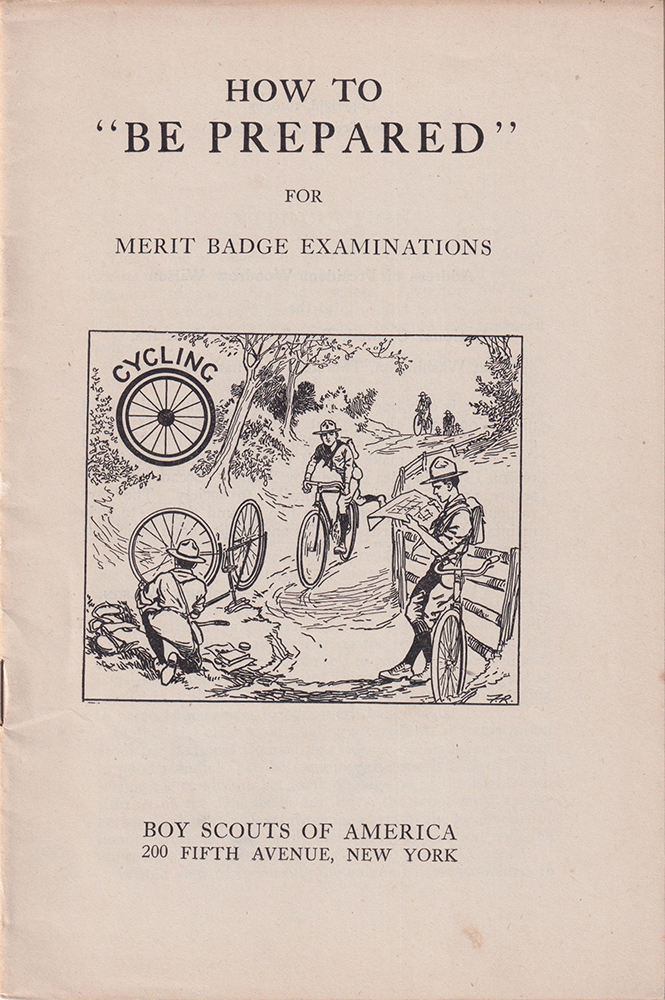 HOW TO
“BE PREPARED”
FOR
MERIT BADGE EXAMINATIONS
CYCLING
F.R.
BOY SCOUTS OF AMERICA
200 FIFTH AVENUE, NEW YORK